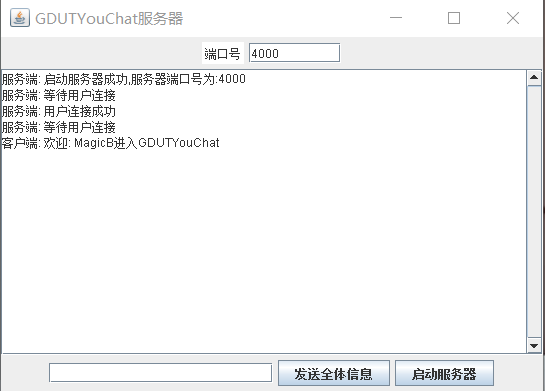 GDUTYouChat服务器
端口号 4000
服务端: 启动服务器成功,服务器端口号为:4000
服务端: 等待用户连接
服务端: 用户连接成功
服务端: 等待用户连接
客户端: 欢迎: MagicB进入GDUTYouChat
发送全体信息 启动服务器